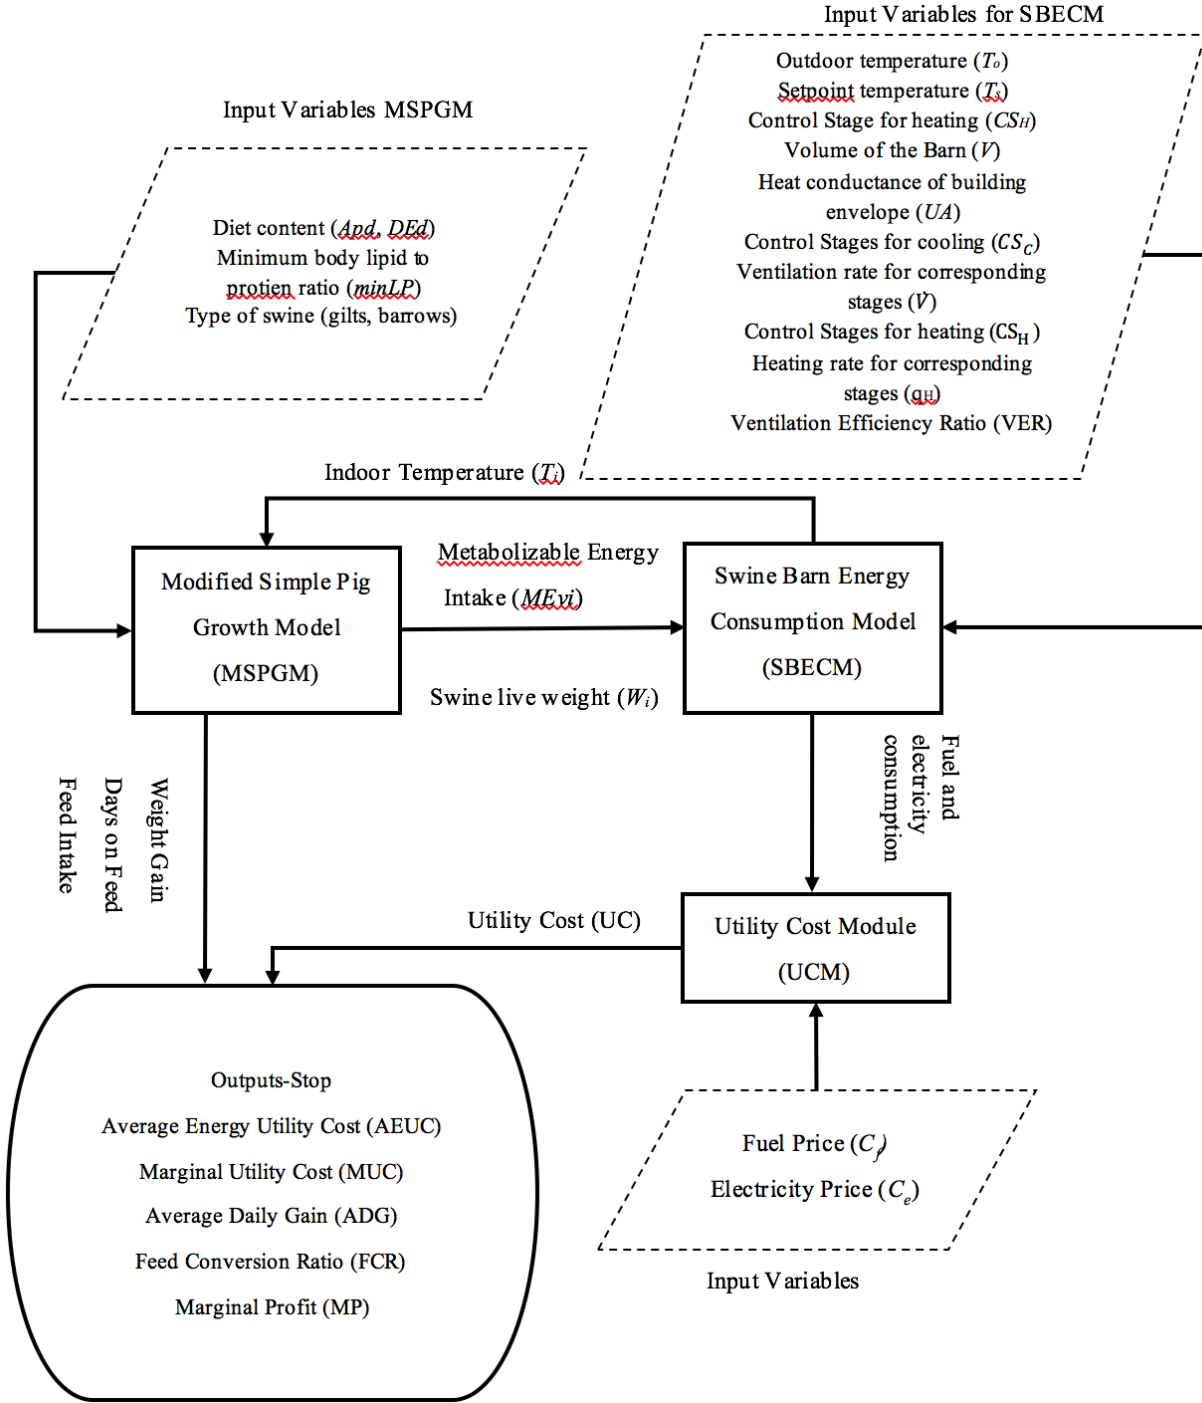 Input Variables for SBECM
Outdoor temperature (Tₒ)
Setpoint temperature (Tₛ)
Control Stage for heating (CSH)
Volume of the Barn (V)
Heat conductance of building
envelope (UA)
Control Stages for cooling (CS_C)
Ventilation rate for corresponding
stages (V̇)
Control Stages for heating (CS_H )
Heating rate for corresponding
stages (qH)
Ventilation Efficiency Ratio (VER)
Input Variables MSPGM
Diet content (Apd, DEd)
Minimum body lipid to
protien ratio (minLP)
Type of swine (gilts, barrows)
Indoor Temperature (Tᵢ)
Modified Simple Pig
Growth Model
(MSPGM)
Metabolizable Energy
Intake (MEvi)
Swine live weight (Wᵢ)
Swine Barn Energy
Consumption Model
(SBECM)
Weight Gain
Days on Feed
Feed Intake
Fuel and
electricity
consumption
Utility Cost (UC)
Utility Cost Module
(UCM)
Outputs-Stop
Average Energy Utility Cost (AEUC)
Marginal Utility Cost (MUC)
Average Daily Gain (ADG)
Feed Conversion Ratio (FCR)
Marginal Profit (MP)
Fuel Price (C_f)
Electricity Price (C_e)
Input Variables